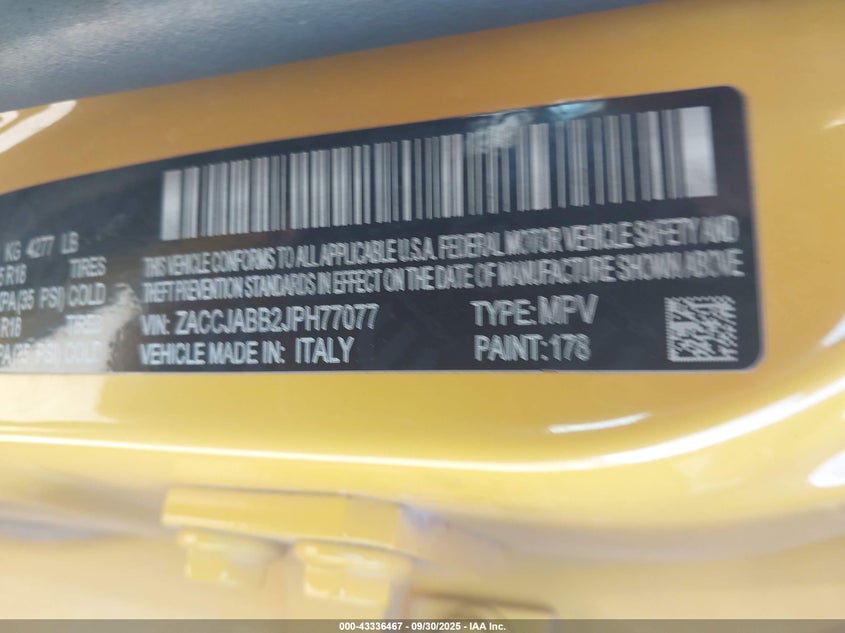 KG 4277 LB
R18 TIRES
PA(35 PSI) COLD
R18 TIRES
PSI) COLD
THIS VEHICLE CONFORMS TO ALL APPLICABLE U.S.A. FEDERAL MOTOR VEHICLE SAFETY AND
THEFT PREVENTION STANDARDS IN EFFECT ON THE DATE OF MANUFACTURE SHOWN ABOVE
VIN: ZACCJABB2JPH77077 TYPE: MPV
VEHICLE MADE IN: ITALY PAINT: 178
000-43336467 - 09/30/2025 - IAA Inc.